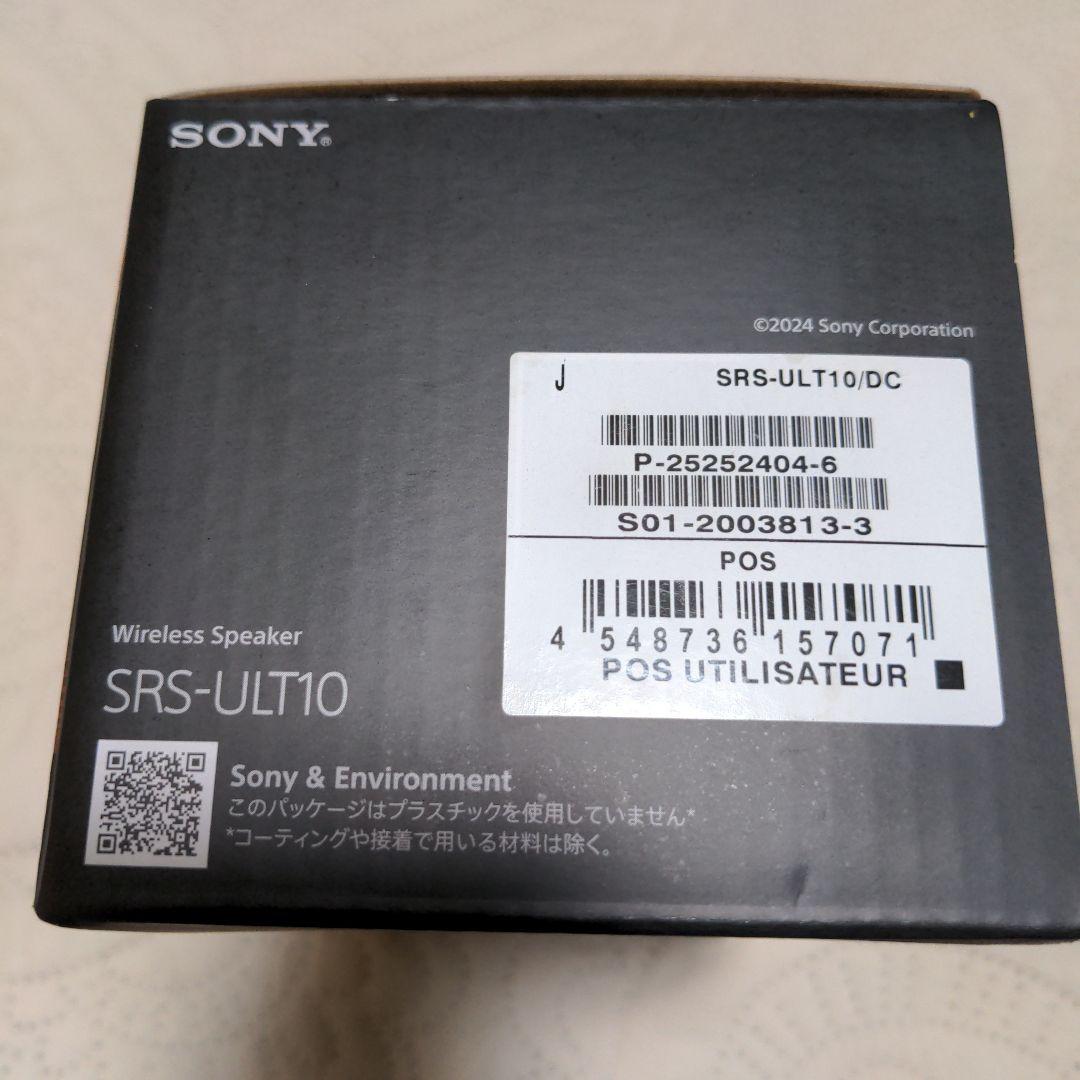 SONY®
©2024 Sony Corporation
J SRS-ULT10/DC
P-25252404-6
S01-2003813-3
POS
4 548736 157071
POS UTILISATEUR
Wireless Speaker
SRS-ULT10
Sony & Environment
このパッケージはプラスチックを使用していません*
*コーティングや接着で用いる材料は除く。